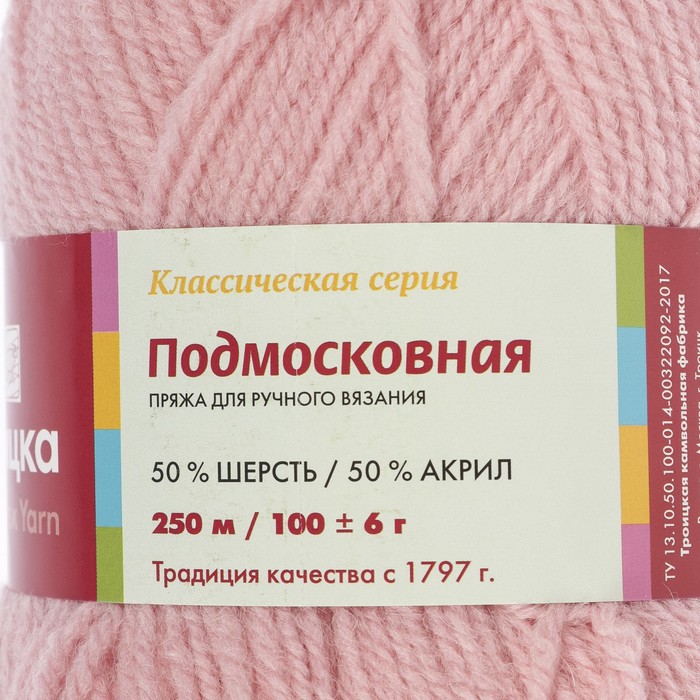 Классическая серия
Подмосковная
ПРЯЖА ДЛЯ РУЧНОГО ВЯЗАНИЯ
50 % ШЕРСТЬ / 50 % АКРИЛ
250 м / 100 ± 6 г
Традиция качества с 1797 г.
Yarn
ТУ 13.10.50.100-014-00322092-2017
Троицкая камвольная фабрика